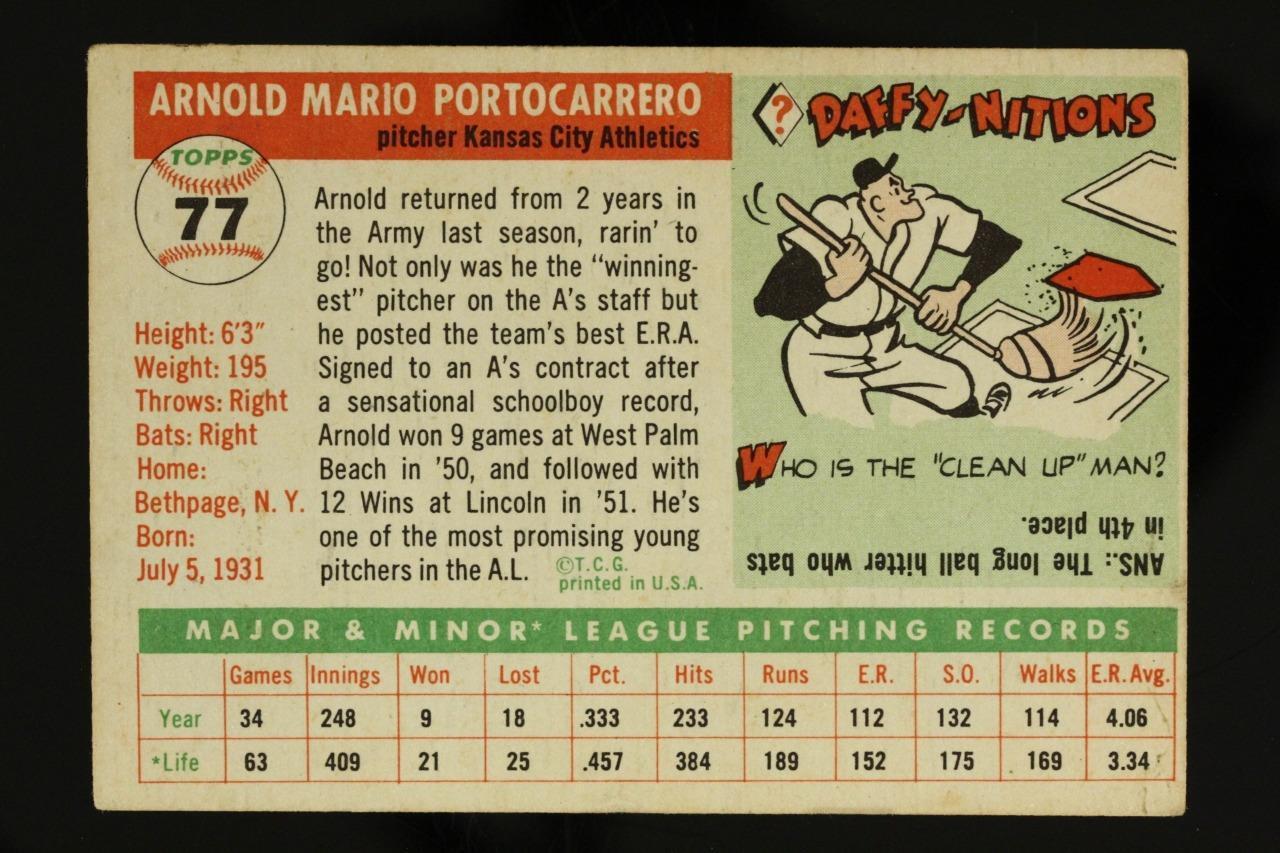 ARNOLD MARIO PORTOCARRERO
pitcher Kansas City Athletics
TOPPS
77
Height: 6'3"
Weight: 195
Throws: Right
Bats: Right
Home:
Bethpage, N. Y.
Born:
July 5, 1931
Arnold returned from 2 years in
the Army last season, rarin' to
go! Not only was he the "winning-
est" pitcher on the A's staff but
he posted the team's best E.R.A.
Signed to an A's contract after
a sensational schoolboy record,
Arnold won 9 games at West Palm
Beach in '50, and followed with
12 Wins at Lincoln in '51. He's
one of the most promising young
pitchers in the A.L.
©T.C.G.
printed in U.S.A.
? DAFFY-NITIONS
WHO IS THE "CLEAN UP" MAN?
ANS.: The long ball hitter who bats
in 4th place.
MAJOR & MINOR* LEAGUE PITCHING RECORDS
Games Innings Won Lost Pct. Hits Runs E.R. S.O. Walks E.R. Avg.
Year 34 248 9 18 .333 233 124 112 132 114 4.06
*Life 63 409 21 25 .457 384 189 152 175 169 3.34